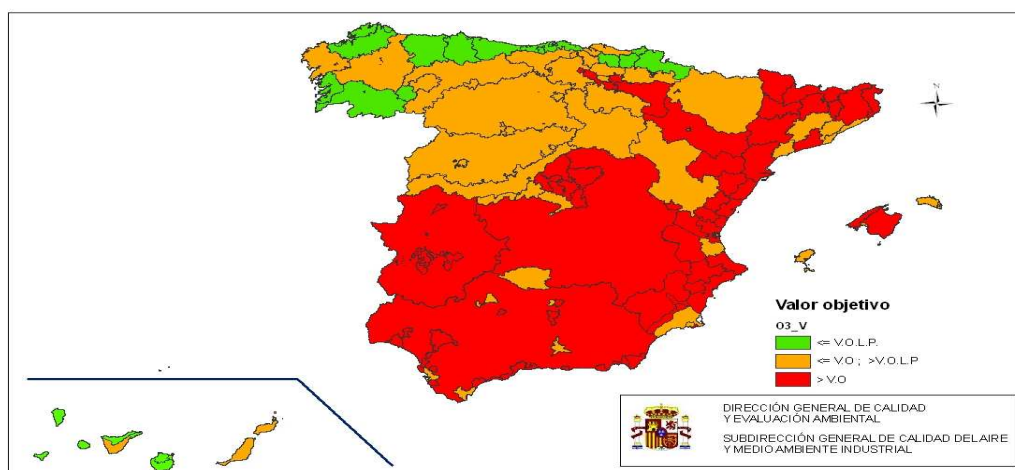 N
Valor objetivo
O3_V
<= V.O.L.P.
<= V.O ; >V.O.L.P
> V.O
DIRECCIÓN GENERAL DE CALIDAD
Y EVALUACIÓN AMBIENTAL
SUBDIRECCIÓN GENERAL DE CALIDAD DEL AIRE
Y MEDIO AMBIENTE INDUSTRIAL